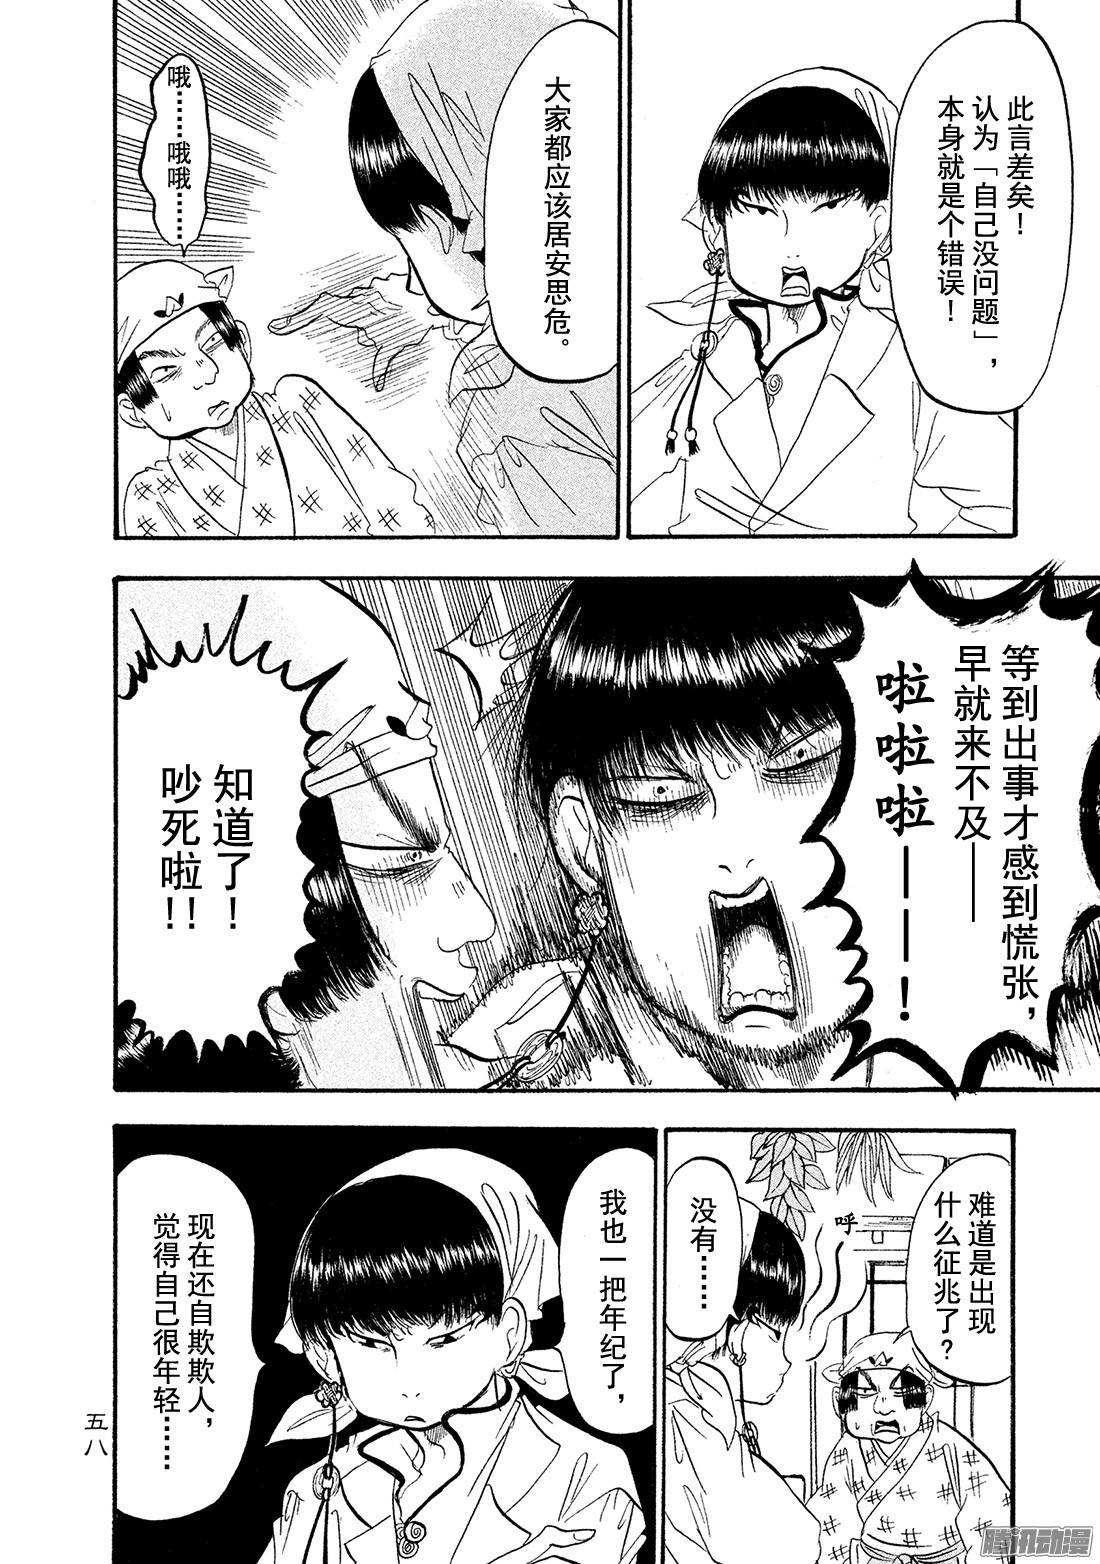 此言差矣！
认为「自己没问题」，
本身就是个错误！
大家都应该居安思危。
哦……哦哦……
等到出事才感到慌张，
早就来不及——
啦啦啦———！
知道了！
吵死啦！！
难道是出现
什么征兆了？
呼
没有……
我也一把年纪了，
现在还自欺欺人，
觉得自己很年轻……
五八
腾讯动漫